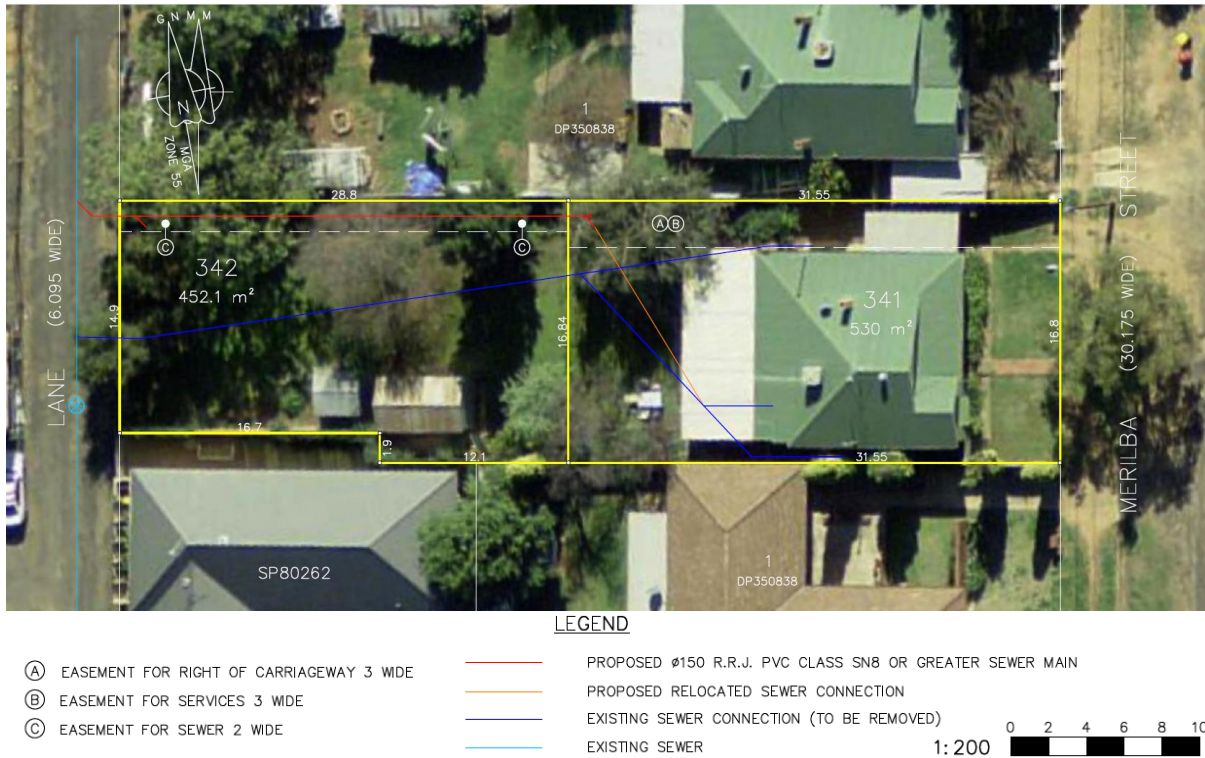 G N M M
N
MGA
ZONE 55
1
DP350838
28.8
31.55
LANE (6.095 WIDE)
MERILBA STREET
(30.175 WIDE)
C
C
A B
342
452.1 m²
341
530 m²
14.9
16.84
16.8
16.7
1.9
12.1
31.55
SP80262
1
DP350838
LEGEND
A EASEMENT FOR RIGHT OF CARRIAGEWAY 3 WIDE
B EASEMENT FOR SERVICES 3 WIDE
C EASEMENT FOR SEWER 2 WIDE
PROPOSED ø150 R.R.J. PVC CLASS SN8 OR GREATER SEWER MAIN
PROPOSED RELOCATED SEWER CONNECTION
EXISTING SEWER CONNECTION (TO BE REMOVED)
EXISTING SEWER
1:200
0 2 4 6 8 10